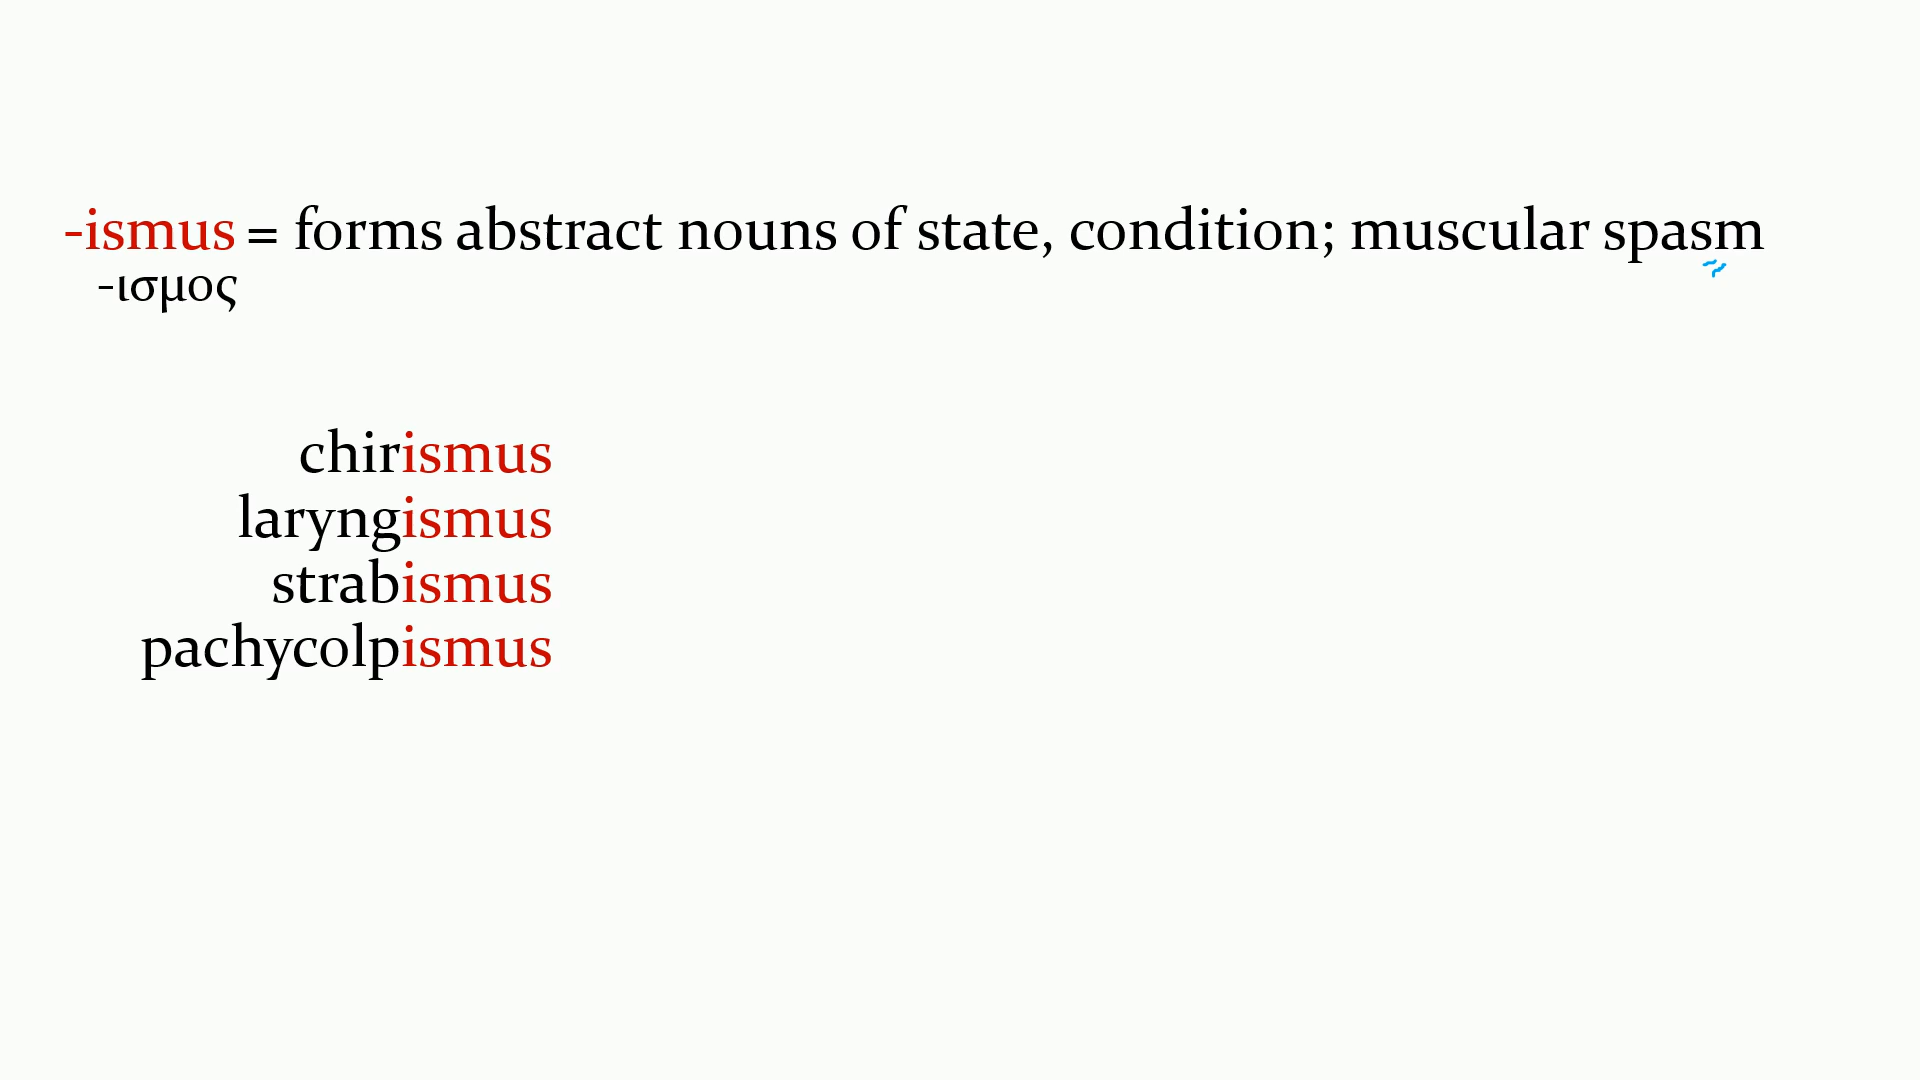 -ismus = forms abstract nouns of state, condition; muscular spasm
-ισμος
chirismus
laryngismus
strabismus
pachycolpismus